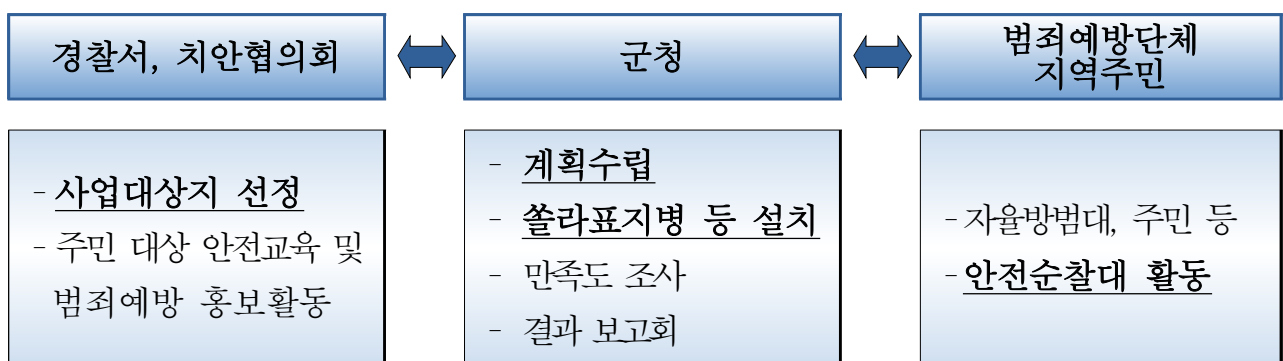 경찰서, 치안협의회
군청
범죄예방단체
지역주민
- 사업대상지 선정
- 주민 대상 안전교육 및
범죄예방 홍보활동
- 계획수립
- 쏠라표지병 등 설치
- 만족도 조사
- 결과 보고회
- 자율방범대, 주민 등
- 안전순찰대 활동